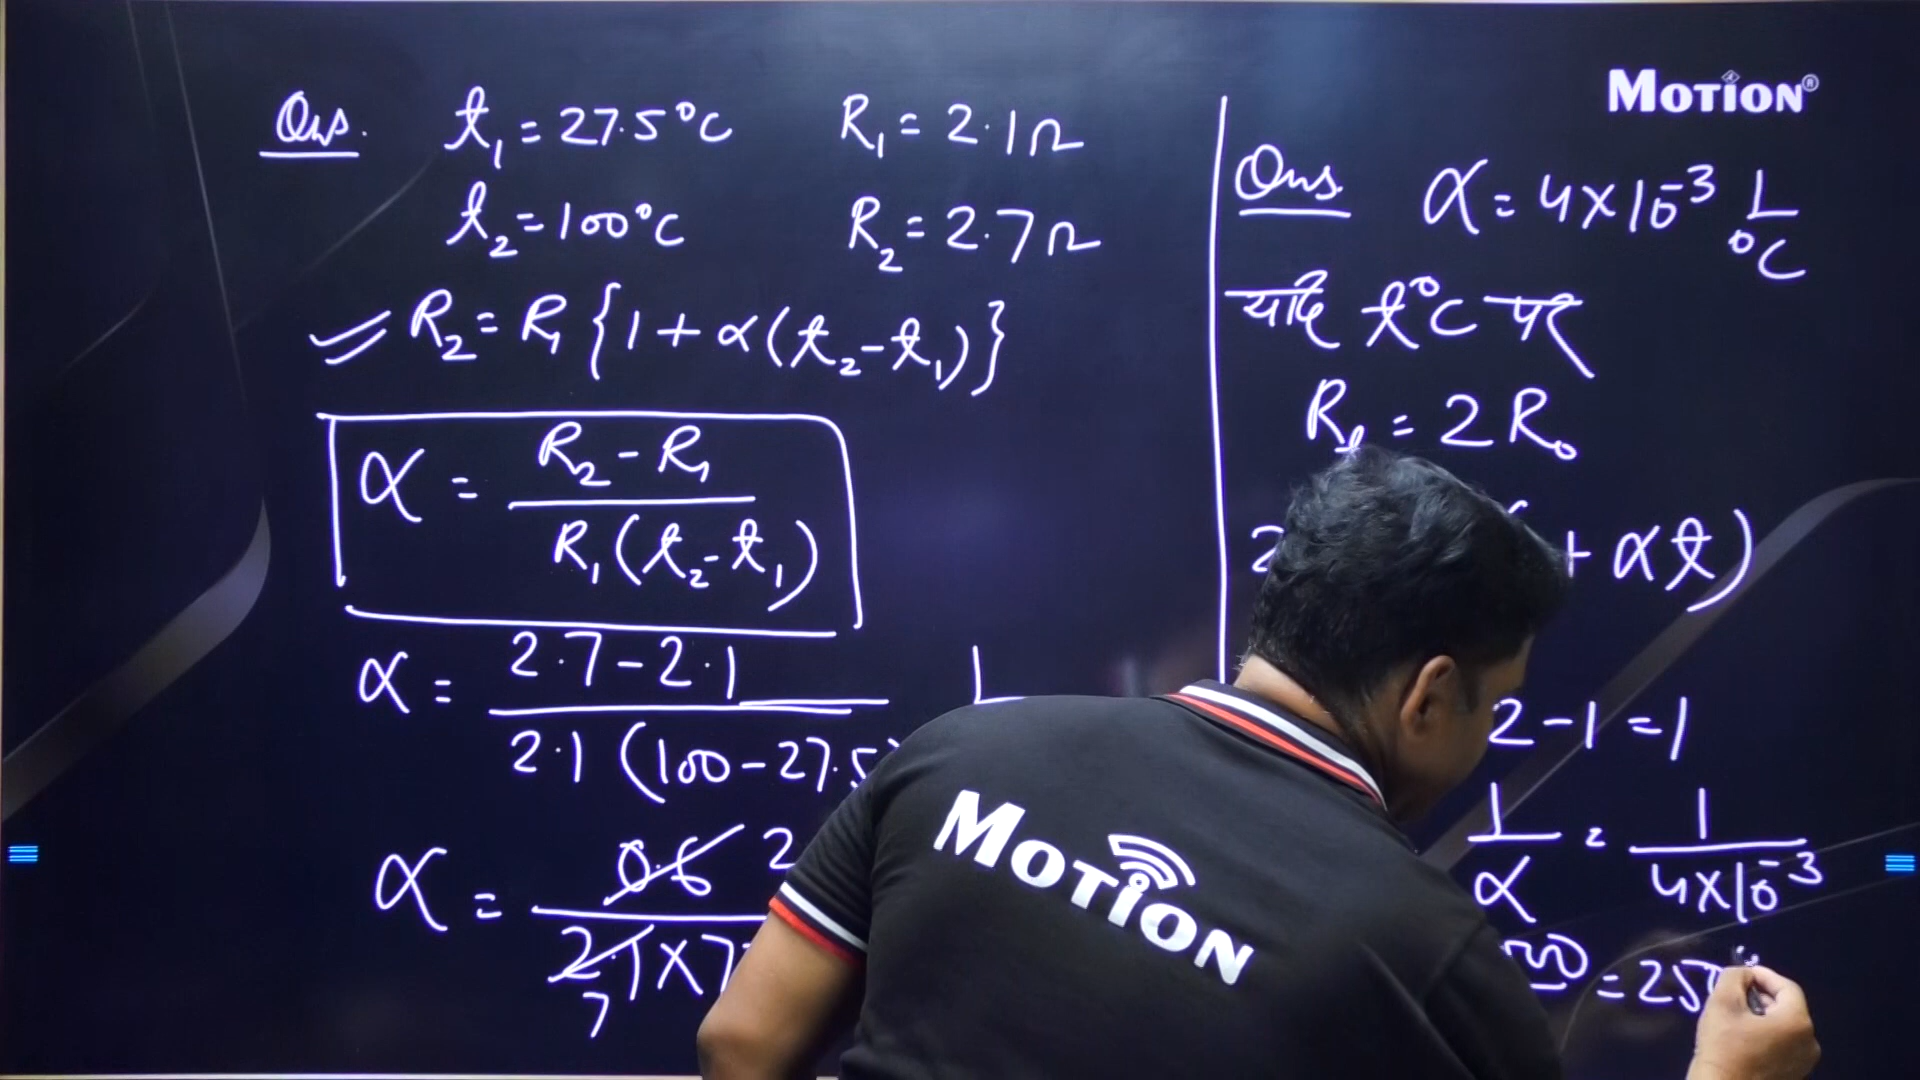 Ans.
t₁ = 27.5°C R₁ = 2.1Ω
t₂ = 100°C R₂ = 2.7Ω
R₂ = R₁ {1 + α(t₂-t₁)}
α = (R₂ - R₁) / (R₁(t₂-t₁))
α = (2.7 - 2.1) / (2.1 (100 - 27.5
α = 0.6 2 / 2.1 × 7
7
MOTION®
Ans. α = 4×10⁻³ 1/°C
यदि t°C पर
Rₜ = 2R₀
2 + αt)
2 - 1 = 1
1/α = 1/(4×10⁻³)
= 250
MOTION